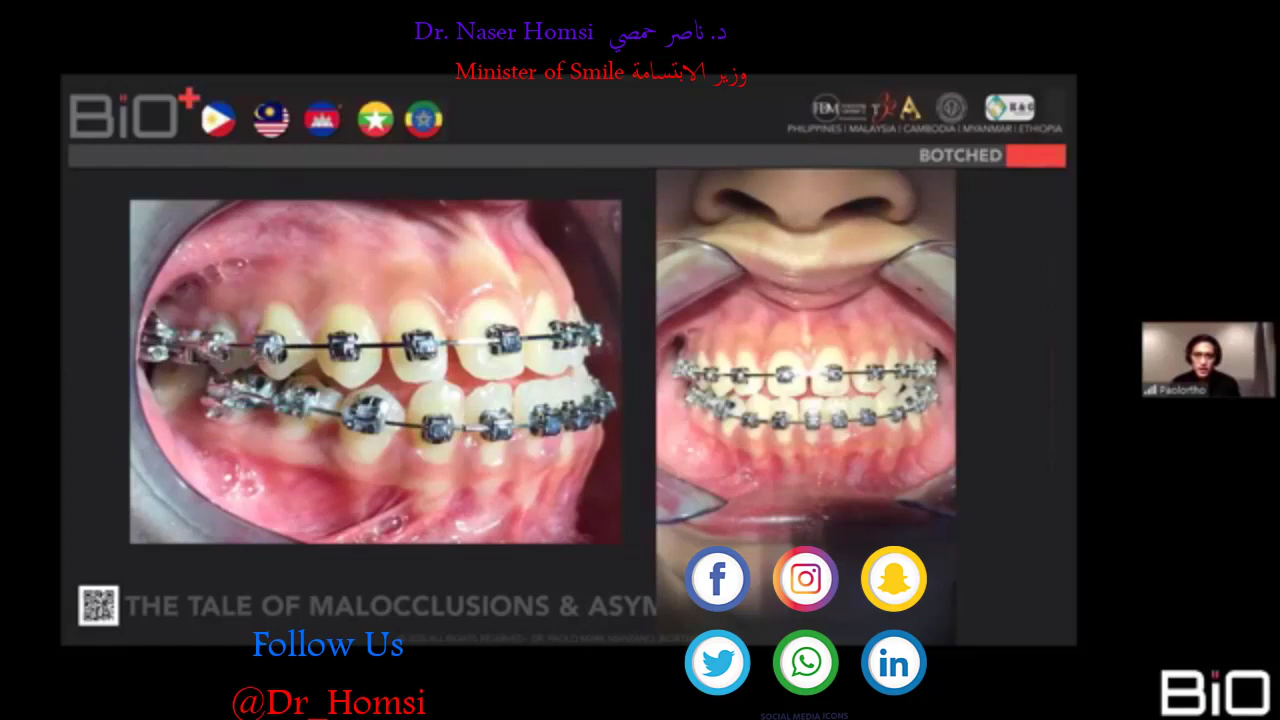 Dr. Naser Homsi د. ناصر حمصي
Minister of Smile وزير الابتسامة
BiO+
PHILIPPINES | MALAYSIA | CAMBODIA | MYANMAR | ETHIOPIA
BOTCHED
Paolortho
THE TALE OF MALOCCLUSIONS & ASYM
Follow Us
@Dr_Homsi
SOCIAL MEDIA ICONS
BiO